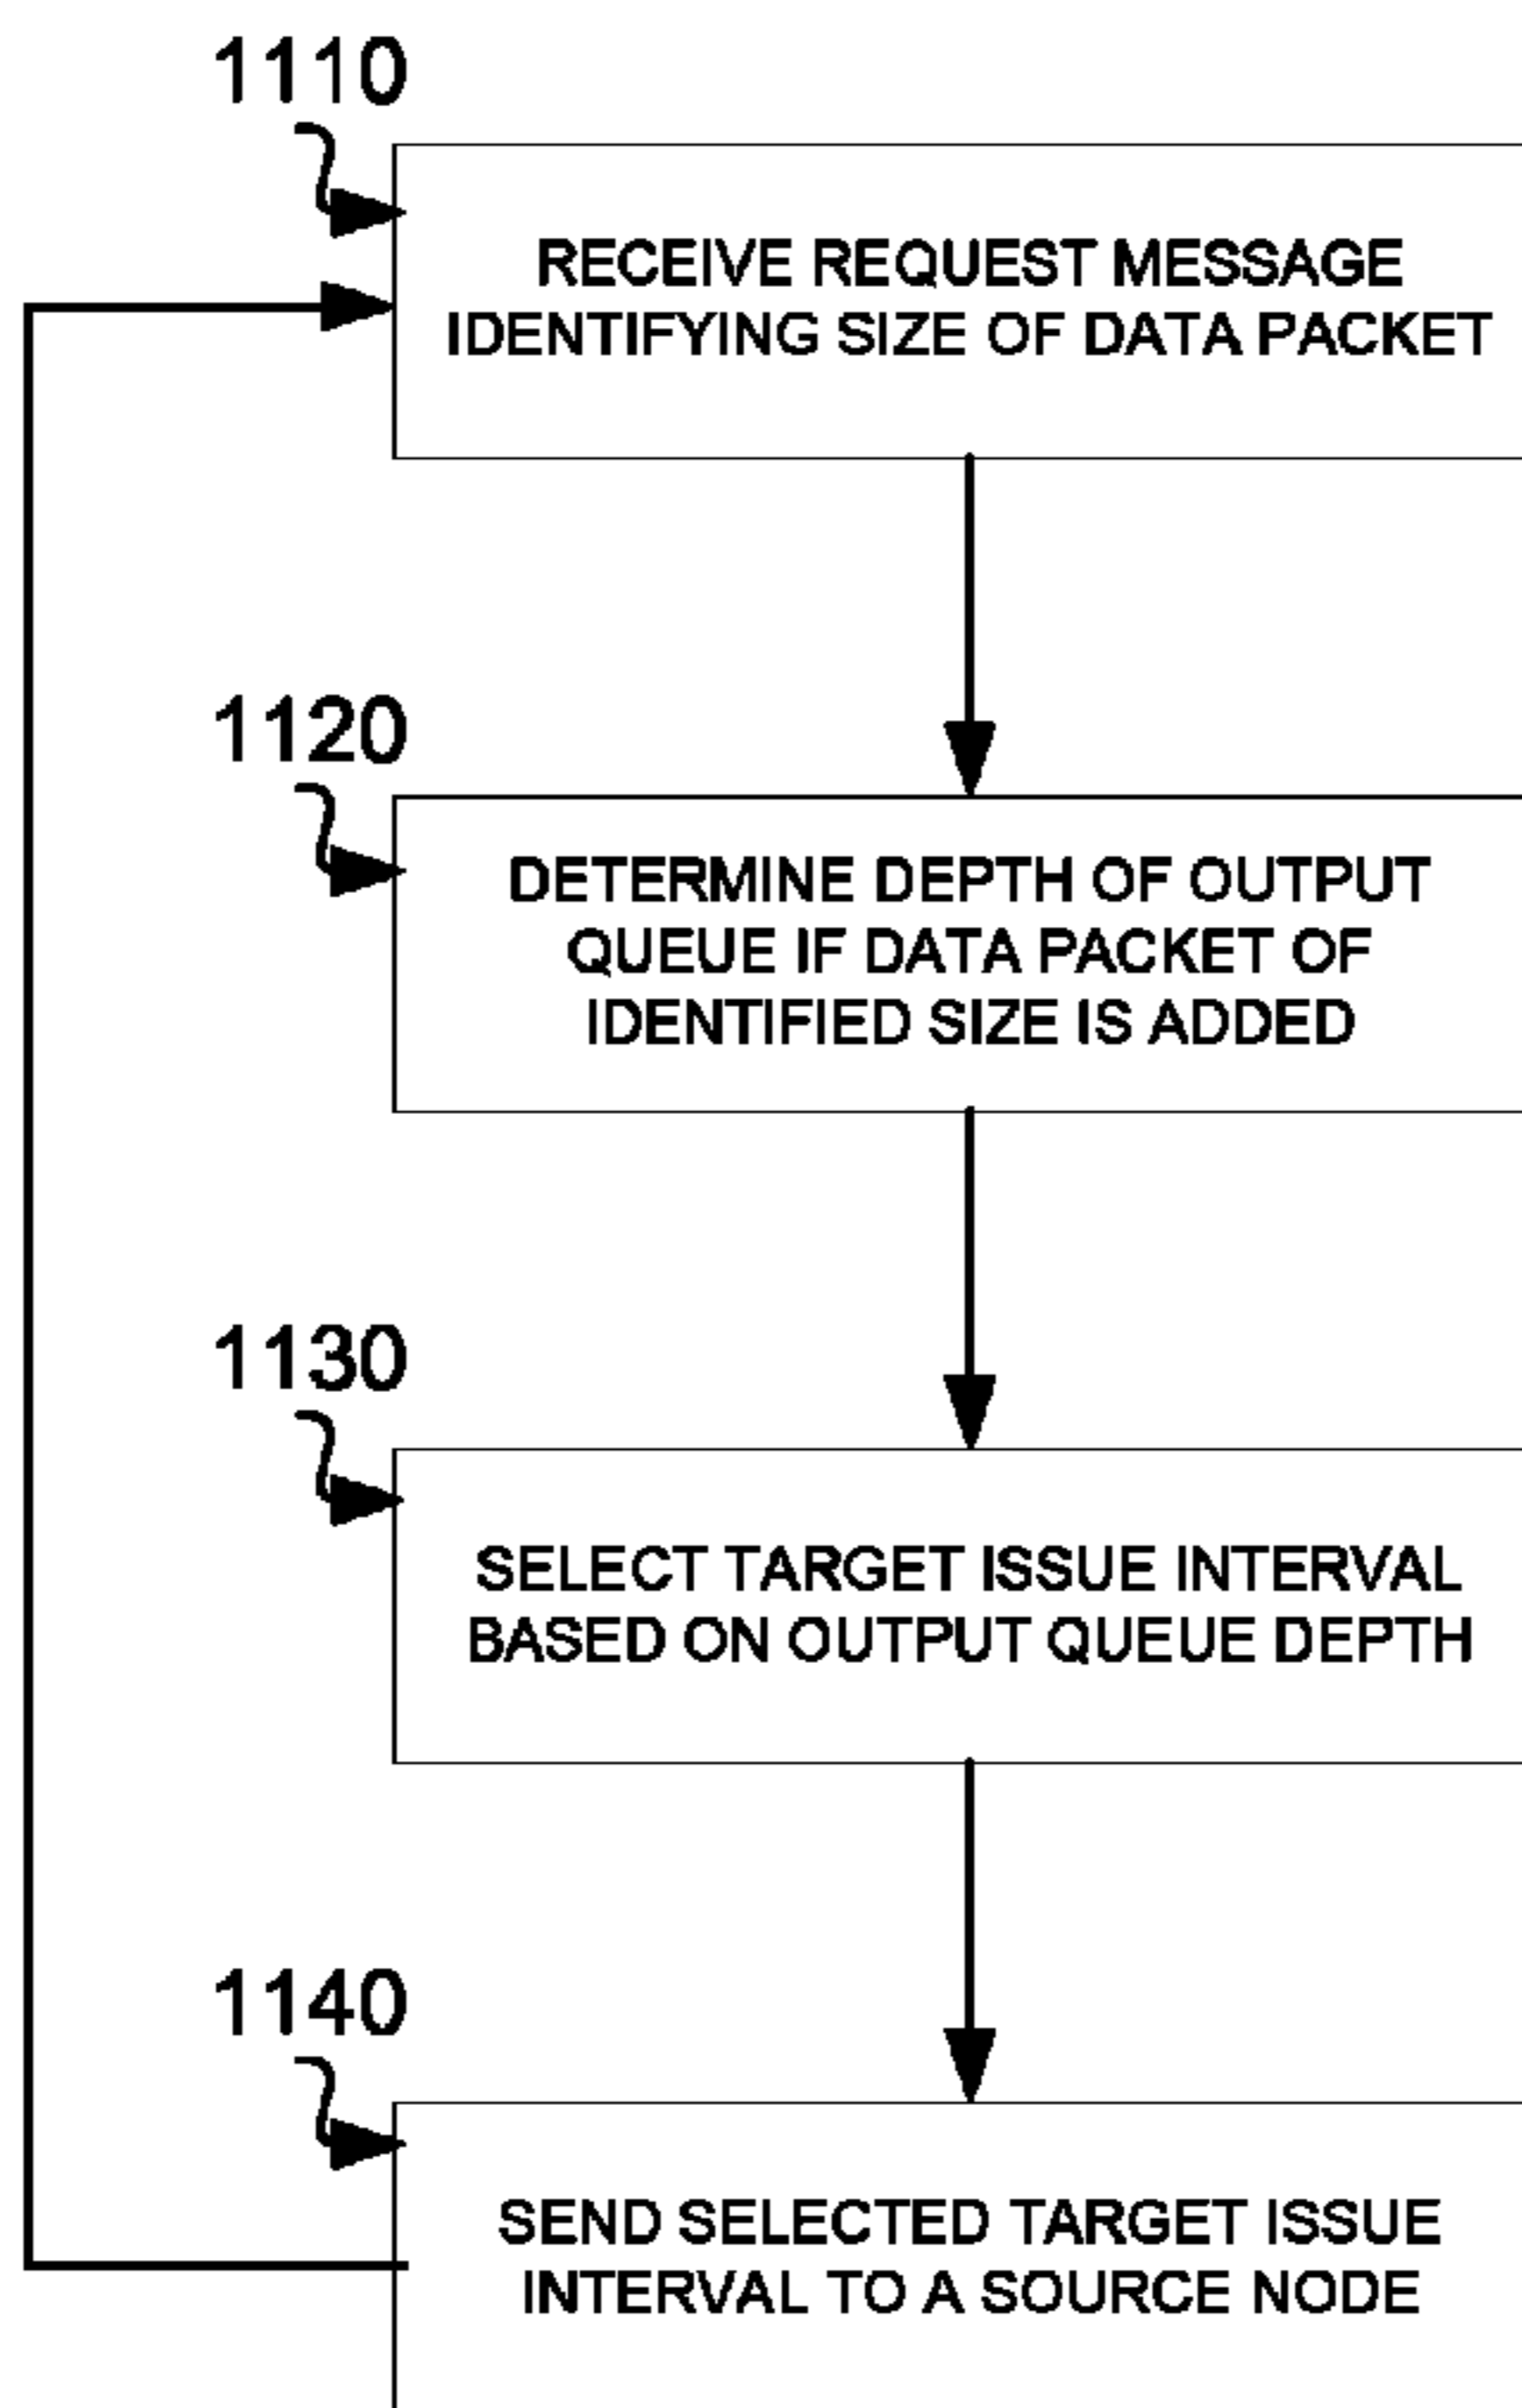 1110
RECEIVE REQUEST MESSAGE
IDENTIFYING SIZE OF DATA PACKET
1120
DETERMINE DEPTH OF OUTPUT
QUEUE IF DATA PACKET OF
IDENTIFIED SIZE IS ADDED
1130
SELECT TARGET ISSUE INTERVAL
BASED ON OUTPUT QUEUE DEPTH
1140
SEND SELECTED TARGET ISSUE
INTERVAL TO A SOURCE NODE